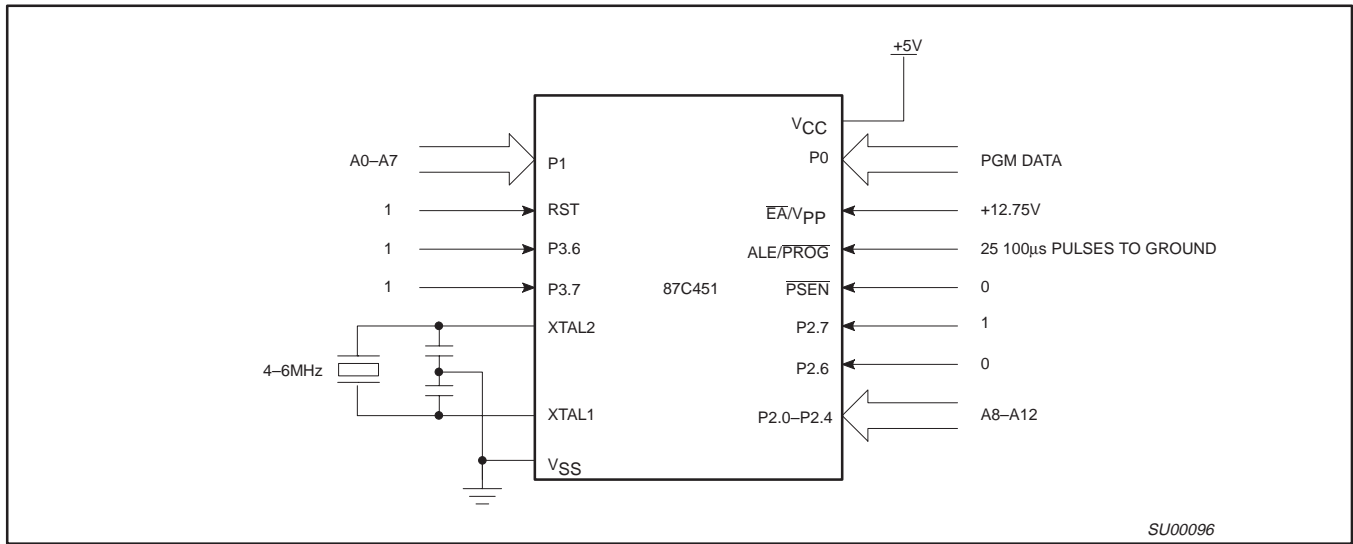 +5V
VCC
A0–A7
P1
P0
PGM DATA
1
RST
EA/VPP
+12.75V
1
P3.6
ALE/PROG
25 100µs PULSES TO GROUND
1
P3.7
87C451
PSEN
0
XTAL2
P2.7
1
4–6MHz
P2.6
0
XTAL1
P2.0–P2.4
A8–A12
VSS
SU00096